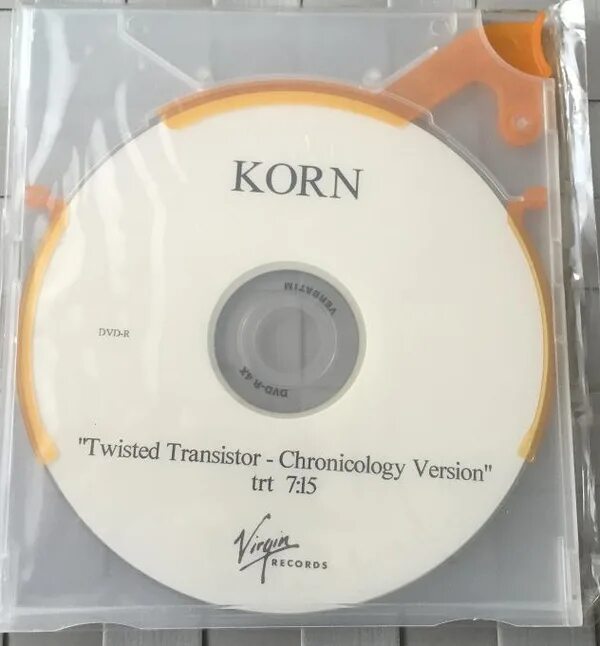 KORN
VERBATIM
DVD-R
DVD-R 4X
"Twisted Transistor - Chronicology Version"
trt 7:15
Virgin
RECORDS